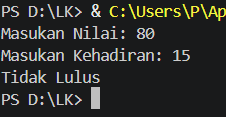 PS D:\LK> & C:\Users\P\Ap
Masukan Nilai: 80
Masukan Kehadiran: 15
Tidak Lulus
PS D:\LK>